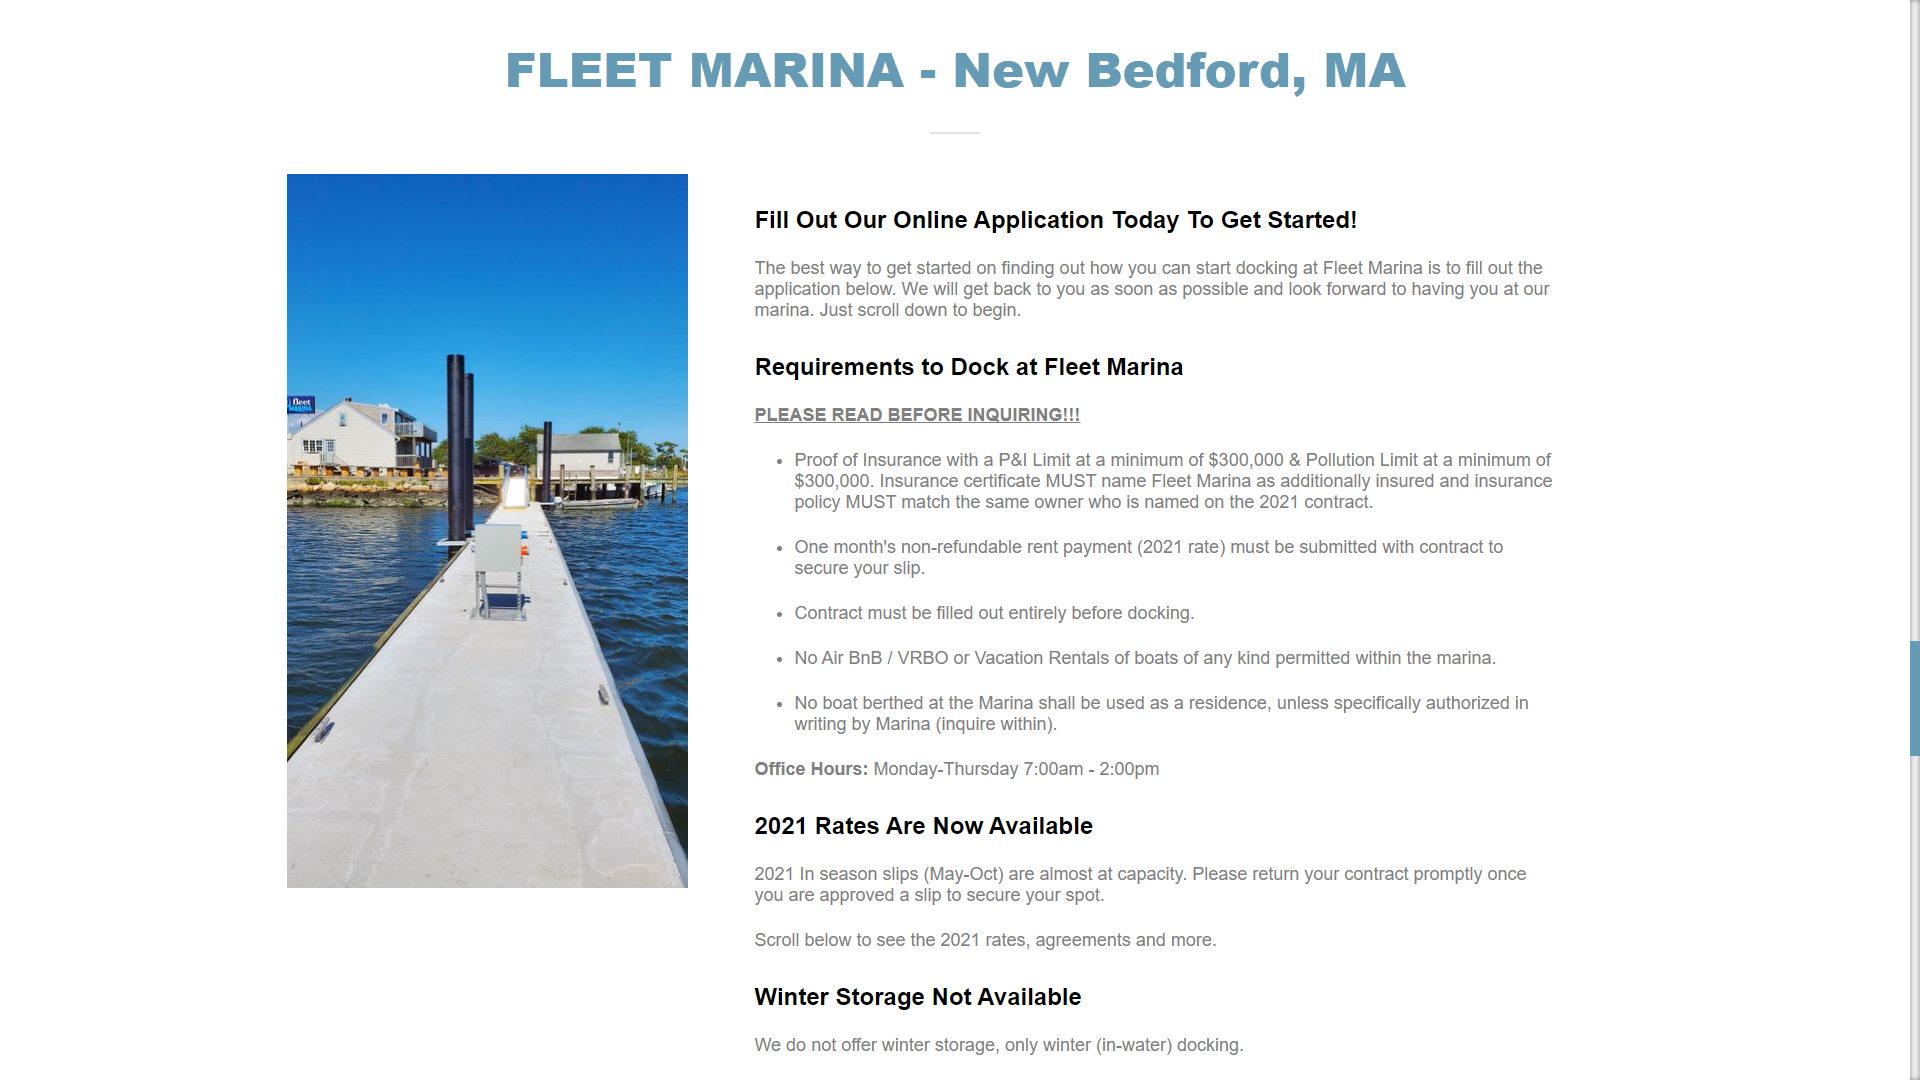 FLEET MARINA - New Bedford, MA
fleet
MARINA
Fill Out Our Online Application Today To Get Started!
The best way to get started on finding out how you can start docking at Fleet Marina is to fill out the
application below. We will get back to you as soon as possible and look forward to having you at our
marina. Just scroll down to begin.
Requirements to Dock at Fleet Marina
PLEASE READ BEFORE INQUIRING!!!
• Proof of Insurance with a P&I Limit at a minimum of $300,000 & Pollution Limit at a minimum of
$300,000. Insurance certificate MUST name Fleet Marina as additionally insured and insurance
policy MUST match the same owner who is named on the 2021 contract.
• One month's non-refundable rent payment (2021 rate) must be submitted with contract to
secure your slip.
• Contract must be filled out entirely before docking.
• No Air BnB / VRBO or Vacation Rentals of boats of any kind permitted within the marina.
• No boat berthed at the Marina shall be used as a residence, unless specifically authorized in
writing by Marina (inquire within).
Office Hours: Monday-Thursday 7:00am - 2:00pm
2021 Rates Are Now Available
2021 In season slips (May-Oct) are almost at capacity. Please return your contract promptly once
you are approved a slip to secure your spot.
Scroll below to see the 2021 rates, agreements and more.
Winter Storage Not Available
We do not offer winter storage, only winter (in-water) docking.